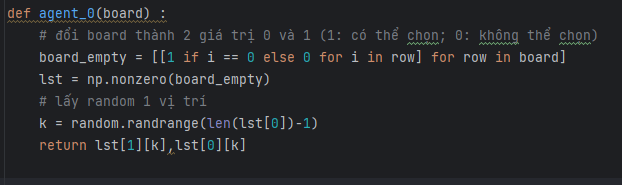 def agent_0(board) :
    # đổi board thành 2 giá trị 0 và 1 (1: có thể chọn; 0: không thể chọn)
    board_empty = [[1 if i == 0 else 0 for i in row] for row in board]
    lst = np.nonzero(board_empty)
    # lấy random 1 vị trí
    k = random.randrange(len(lst[0])-1)
    return lst[1][k],lst[0][k]